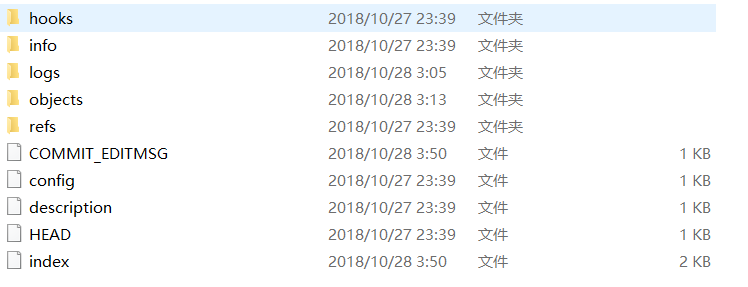 hooks 2018/10/27 23:39 文件夹
info 2018/10/27 23:39 文件夹
logs 2018/10/28 3:05 文件夹
objects 2018/10/28 3:13 文件夹
refs 2018/10/27 23:39 文件夹
COMMIT_EDITMSG 2018/10/28 3:50 文件 1 KB
config 2018/10/27 23:39 文件 1 KB
description 2018/10/27 23:39 文件 1 KB
HEAD 2018/10/27 23:39 文件 1 KB
index 2018/10/28 3:50 文件 2 KB